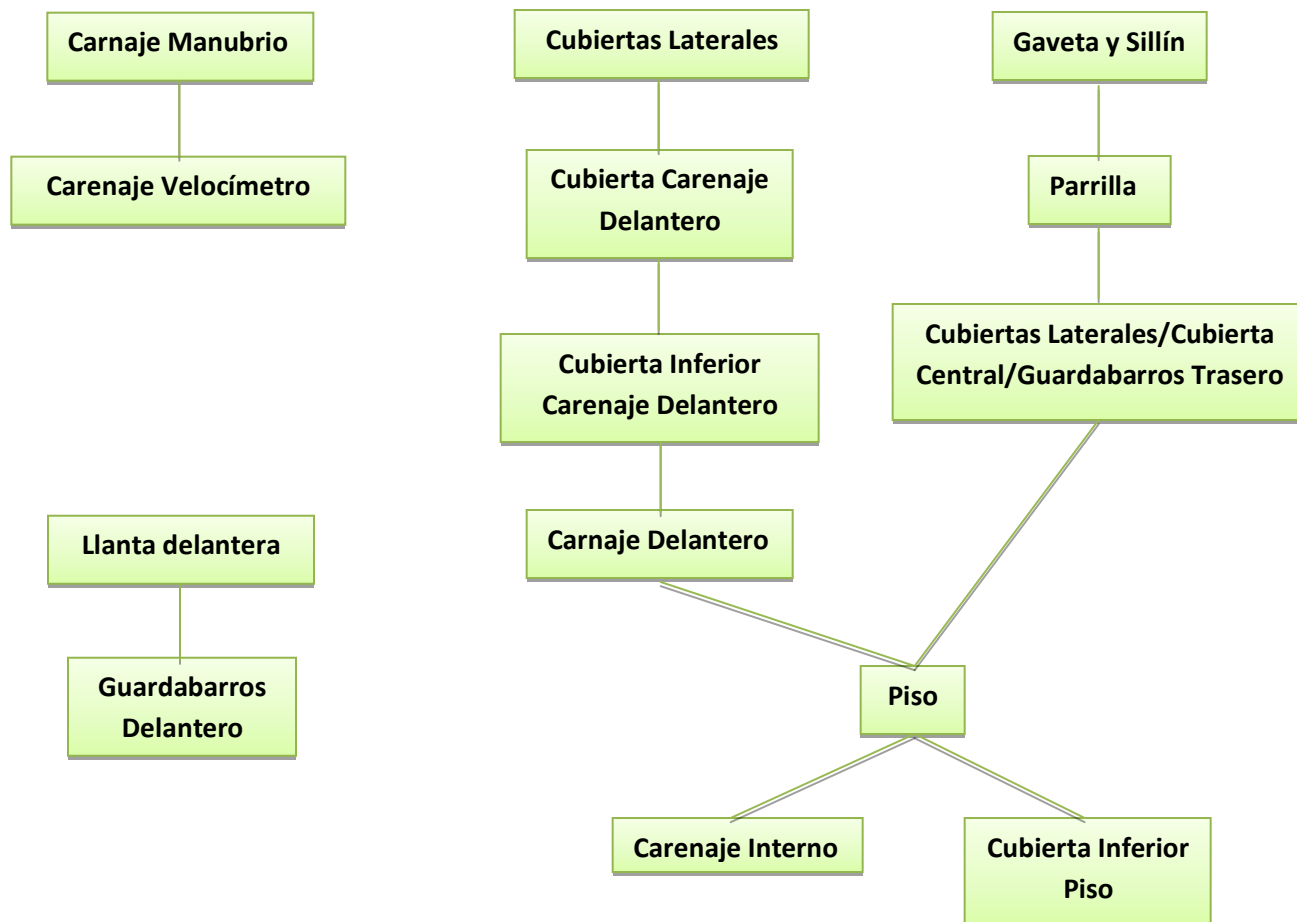 Carnaje Manubrio
Carenaje Velocímetro
Cubiertas Laterales
Cubierta Carenaje
Delantero
Cubierta Inferior
Carenaje Delantero
Carnaje Delantero
Gaveta y Sillín
Parrilla
Cubiertas Laterales/Cubierta
Central/Guardabarros Trasero
Llanta delantera
Guardabarros
Delantero
Piso
Carenaje Interno
Cubierta Inferior
Piso